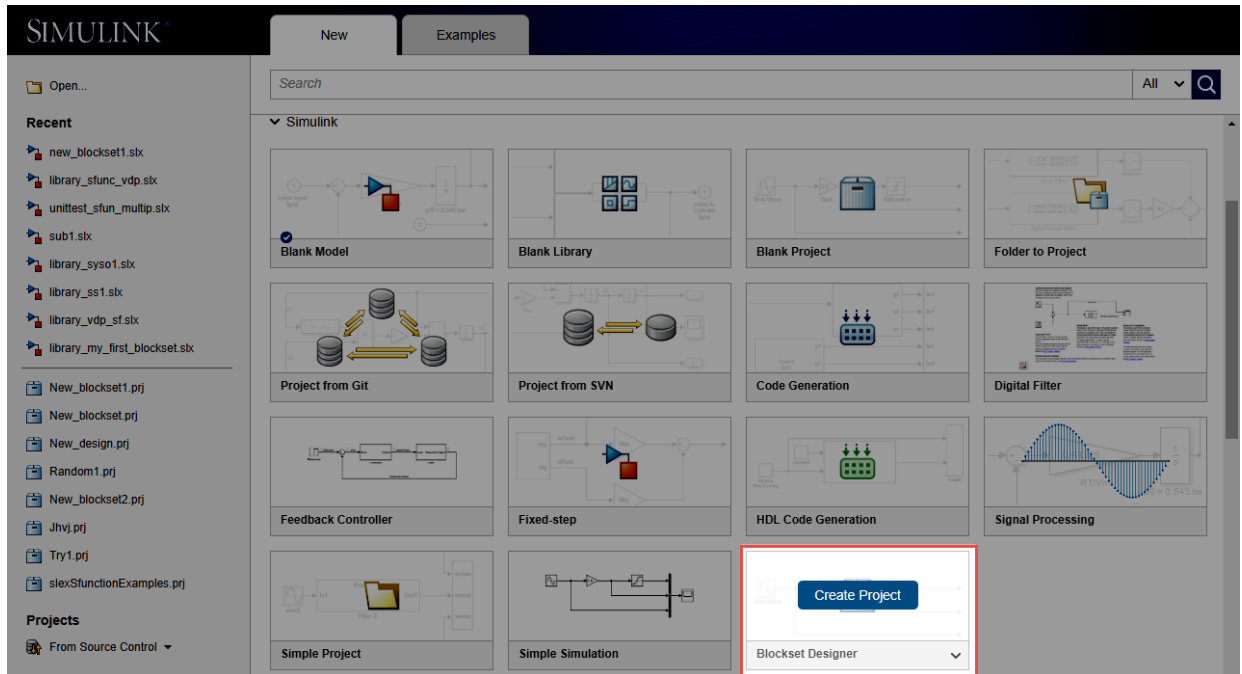 SIMULINK
New
Examples
Open...
Search
All
Recent
new_blockset1.slx
library_sfunc_vdp.slx
unittest_sfun_multip.slx
sub1.slx
library_syso1.slx
library_ss1.slx
library_vdp_sf.slx
library_my_first_blockset.slx
New_blockset1.prj
New_blockset.prj
New_design.prj
Random1.prj
New_blockset2.prj
Jhvj.prj
Try1.prj
slexSfunctionExamples.prj
Projects
From Source Control
Simulink
Blank Model
Blank Library
Blank Project
Folder to Project
Project from Git
Project from SVN
Code Generation
Digital Filter
Feedback Controller
Fixed-step
HDL Code Generation
Signal Processing
Simple Project
Simple Simulation
Create Project
Blockset Designer